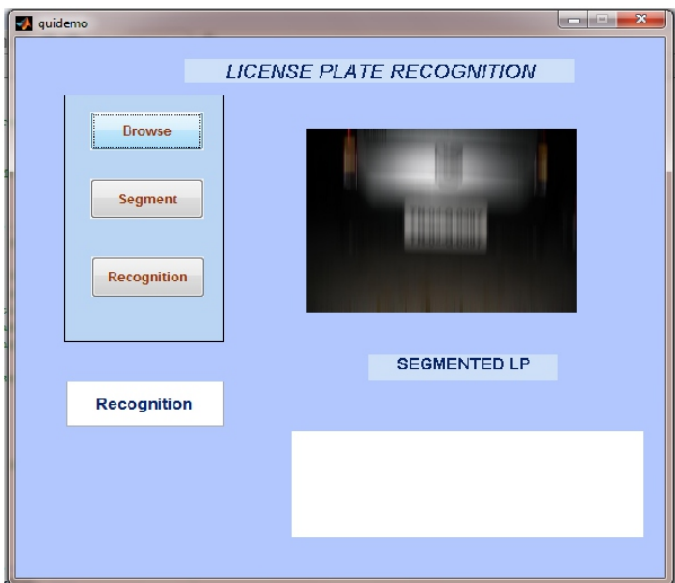 guidemo
LICENSE PLATE RECOGNITION
Browse
Segment
Recognition
SEGMENTED LP
Recognition